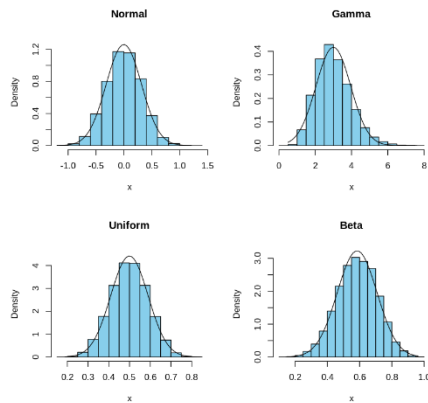 Normal
Density
0.0 0.4 0.8 1.2
-1.0 -0.5 0.0 0.5 1.0 1.5
x
Gamma
Density
0.0 0.1 0.2 0.3 0.4
0 2 4 6 8
x
Uniform
Density
0 1 2 3 4
0.2 0.3 0.4 0.5 0.6 0.7 0.8
x
Beta
Density
0.0 1.0 2.0 3.0
0.2 0.4 0.6 0.8 1.0
x